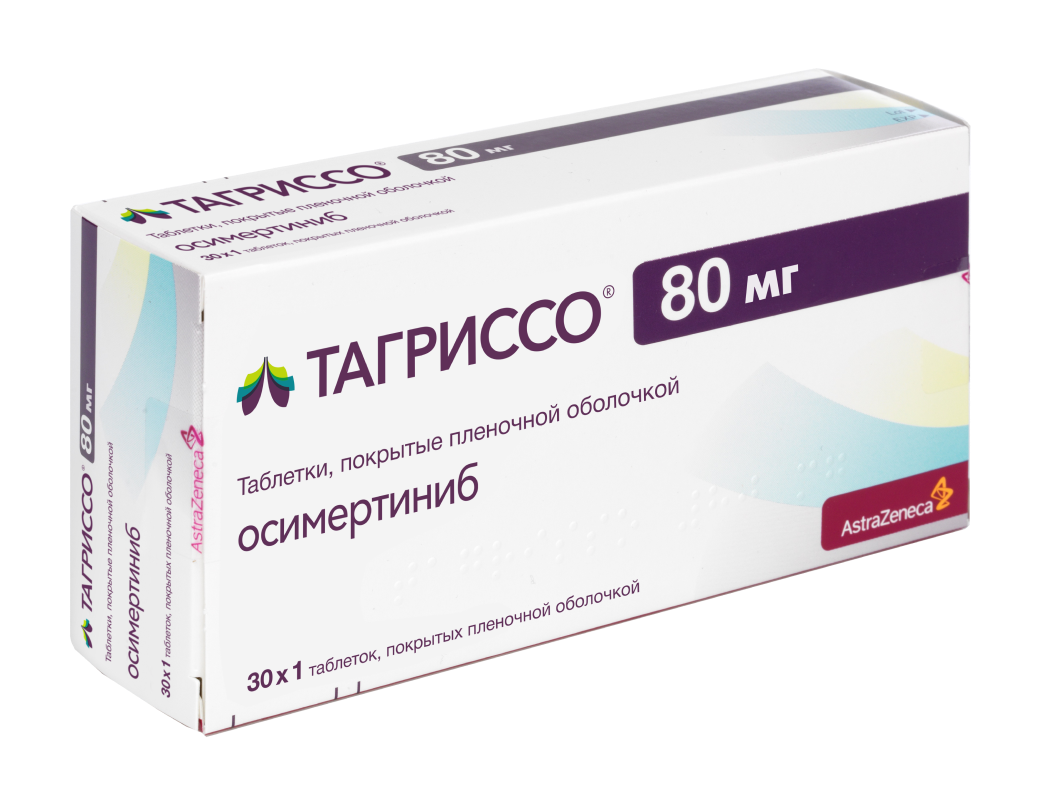 ТАГРИССО® 80 мг
Таблетки, покрытые пленочной оболочкой
осимертиниб
30 x 1 таблеток, покрытых пленочной оболочкой
EXP
ТАГРИССО® 80 мг
Таблетки, покрытые пленочной оболочкой
осимертиниб
30 x 1 таблеток, покрытых пленочной оболочкой
AstraZeneca
ТАГРИССО® 80 мг
Таблетки, покрытые пленочной оболочкой
осимертиниб
30 x 1 таблеток, покрытых пленочной оболочкой
AstraZeneca